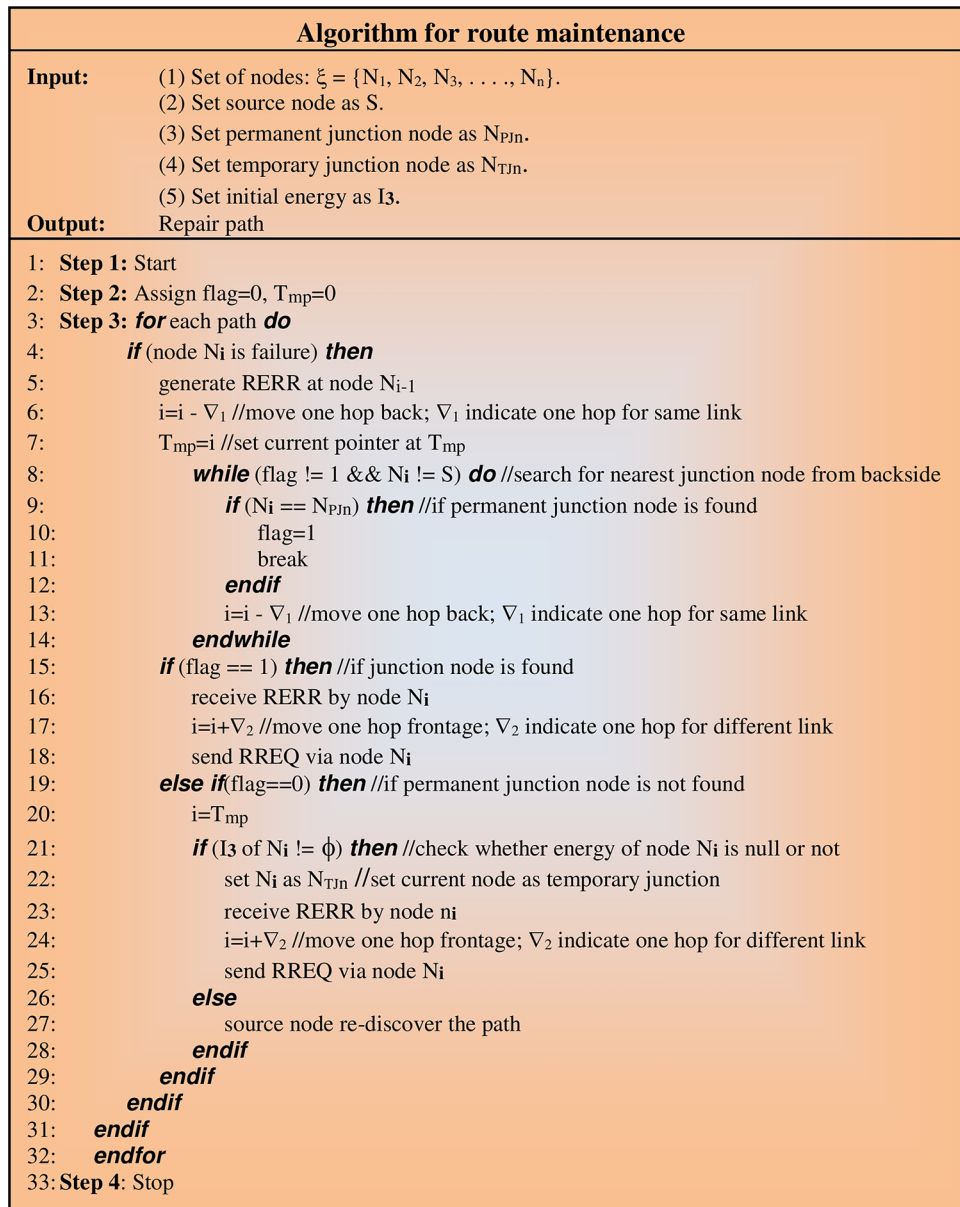 Algorithm for route maintenance
Input: (1) Set of nodes: ξ = {N₁, N₂, N₃, . . . ., Nₙ}.
(2) Set source node as S.
(3) Set permanent junction node as N_PJn.
(4) Set temporary junction node as N_TJn.
(5) Set initial energy as I3.
Output: Repair path
1: Step 1: Start
2: Step 2: Assign flag=0, T_mp=0
3: Step 3: for each path do
4: if (node Nᵢ is failure) then
5: generate RERR at node Nᵢ₋₁
6: i=i - ∇₁ //move one hop back; ∇₁ indicate one hop for same link
7: T_mp=i //set current pointer at T_mp
8: while (flag != 1 && Nᵢ != S) do //search for nearest junction node from backside
9: if (Nᵢ == N_PJn) then //if permanent junction node is found
10: flag=1
11: break
12: endif
13: i=i - ∇₁ //move one hop back; ∇₁ indicate one hop for same link
14: endwhile
15: if (flag == 1) then //if junction node is found
16: receive RERR by node Nᵢ
17: i=i+∇₂ //move one hop frontage; ∇₂ indicate one hop for different link
18: send RREQ via node Nᵢ
19: else if(flag==0) then //if permanent junction node is not found
20: i=T_mp
21: if (I3 of Nᵢ != ϕ) then //check whether energy of node Nᵢ is null or not
22: set Nᵢ as N_TJn //set current node as temporary junction
23: receive RERR by node nᵢ
24: i=i+∇₂ //move one hop frontage; ∇₂ indicate one hop for different link
25: send RREQ via node Nᵢ
26: else
27: source node re-discover the path
28: endif
29: endif
30: endif
31: endif
32: endfor
33: Step 4: Stop